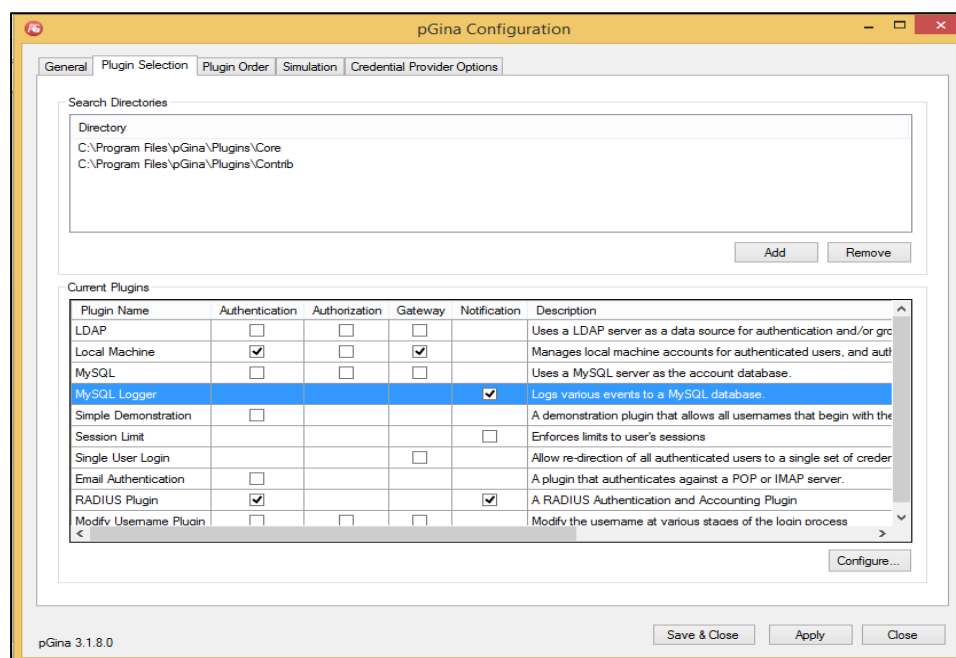 pGina Configuration
General Plugin Selection Plugin Order Simulation Credential Provider Options
Search Directories
Directory
C:\Program Files\pGina\Plugins\Core
C:\Program Files\pGina\Plugins\Contrib
Add Remove
Current Plugins
Plugin Name Authentication Authorization Gateway Notification Description
LDAP Uses a LDAP server as a data source for authentication and/or grc
Local Machine Manages local machine accounts for authenticated users, and auth
MySQL Uses a MySQL server as the account database.
MySQL Logger Logs various events to a MySQL database.
Simple Demonstration A demonstration plugin that allows all usernames that begin with the
Session Limit Enforces limits to user's sessions
Single User Login Allow re-direction of all authenticated users to a single set of creder
Email Authentication A plugin that authenticates against a POP or IMAP server.
RADIUS Plugin A RADIUS Authentication and Accounting Plugin
Modify Username Plugin Modify the username at various stages of the login process
Configure...
pGina 3.1.8.0 Save & Close Apply Close